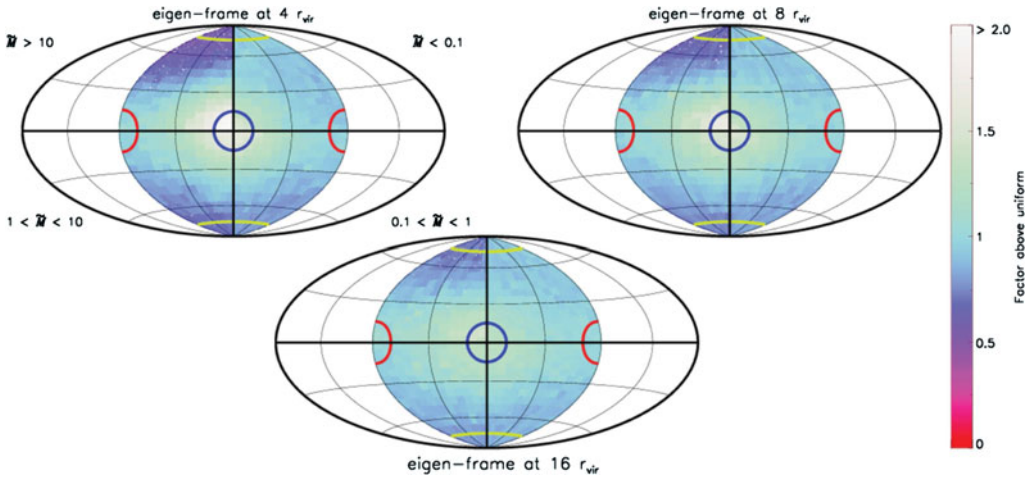 eigen-frame at 4 r_vir
eigen-frame at 8 r_vir
M̃ > 10
M̃ < 0.1
1 < M̃ < 10
0.1 < M̃ < 1
eigen-frame at 16 r_vir
> 2.0
1.5
1
0.5
0
Factor above uniform